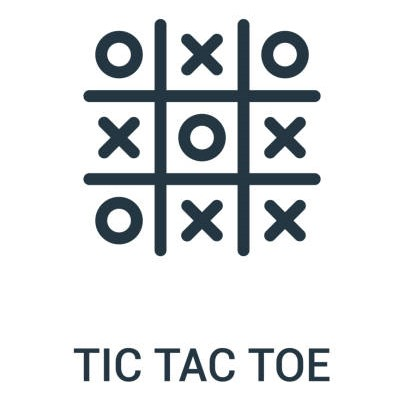 O X O
X O X
O X X
TIC TAC TOE